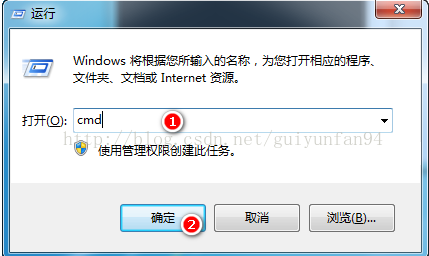 运行
Windows 将根据您所输入的名称，为您打开相应的程序、
文件夹、文档或 Internet 资源。
打开(O): cmd 1
http://blog.csdn.net/guiyunfan94
使用管理权限创建此任务。
确定 2 取消 浏览(B)...